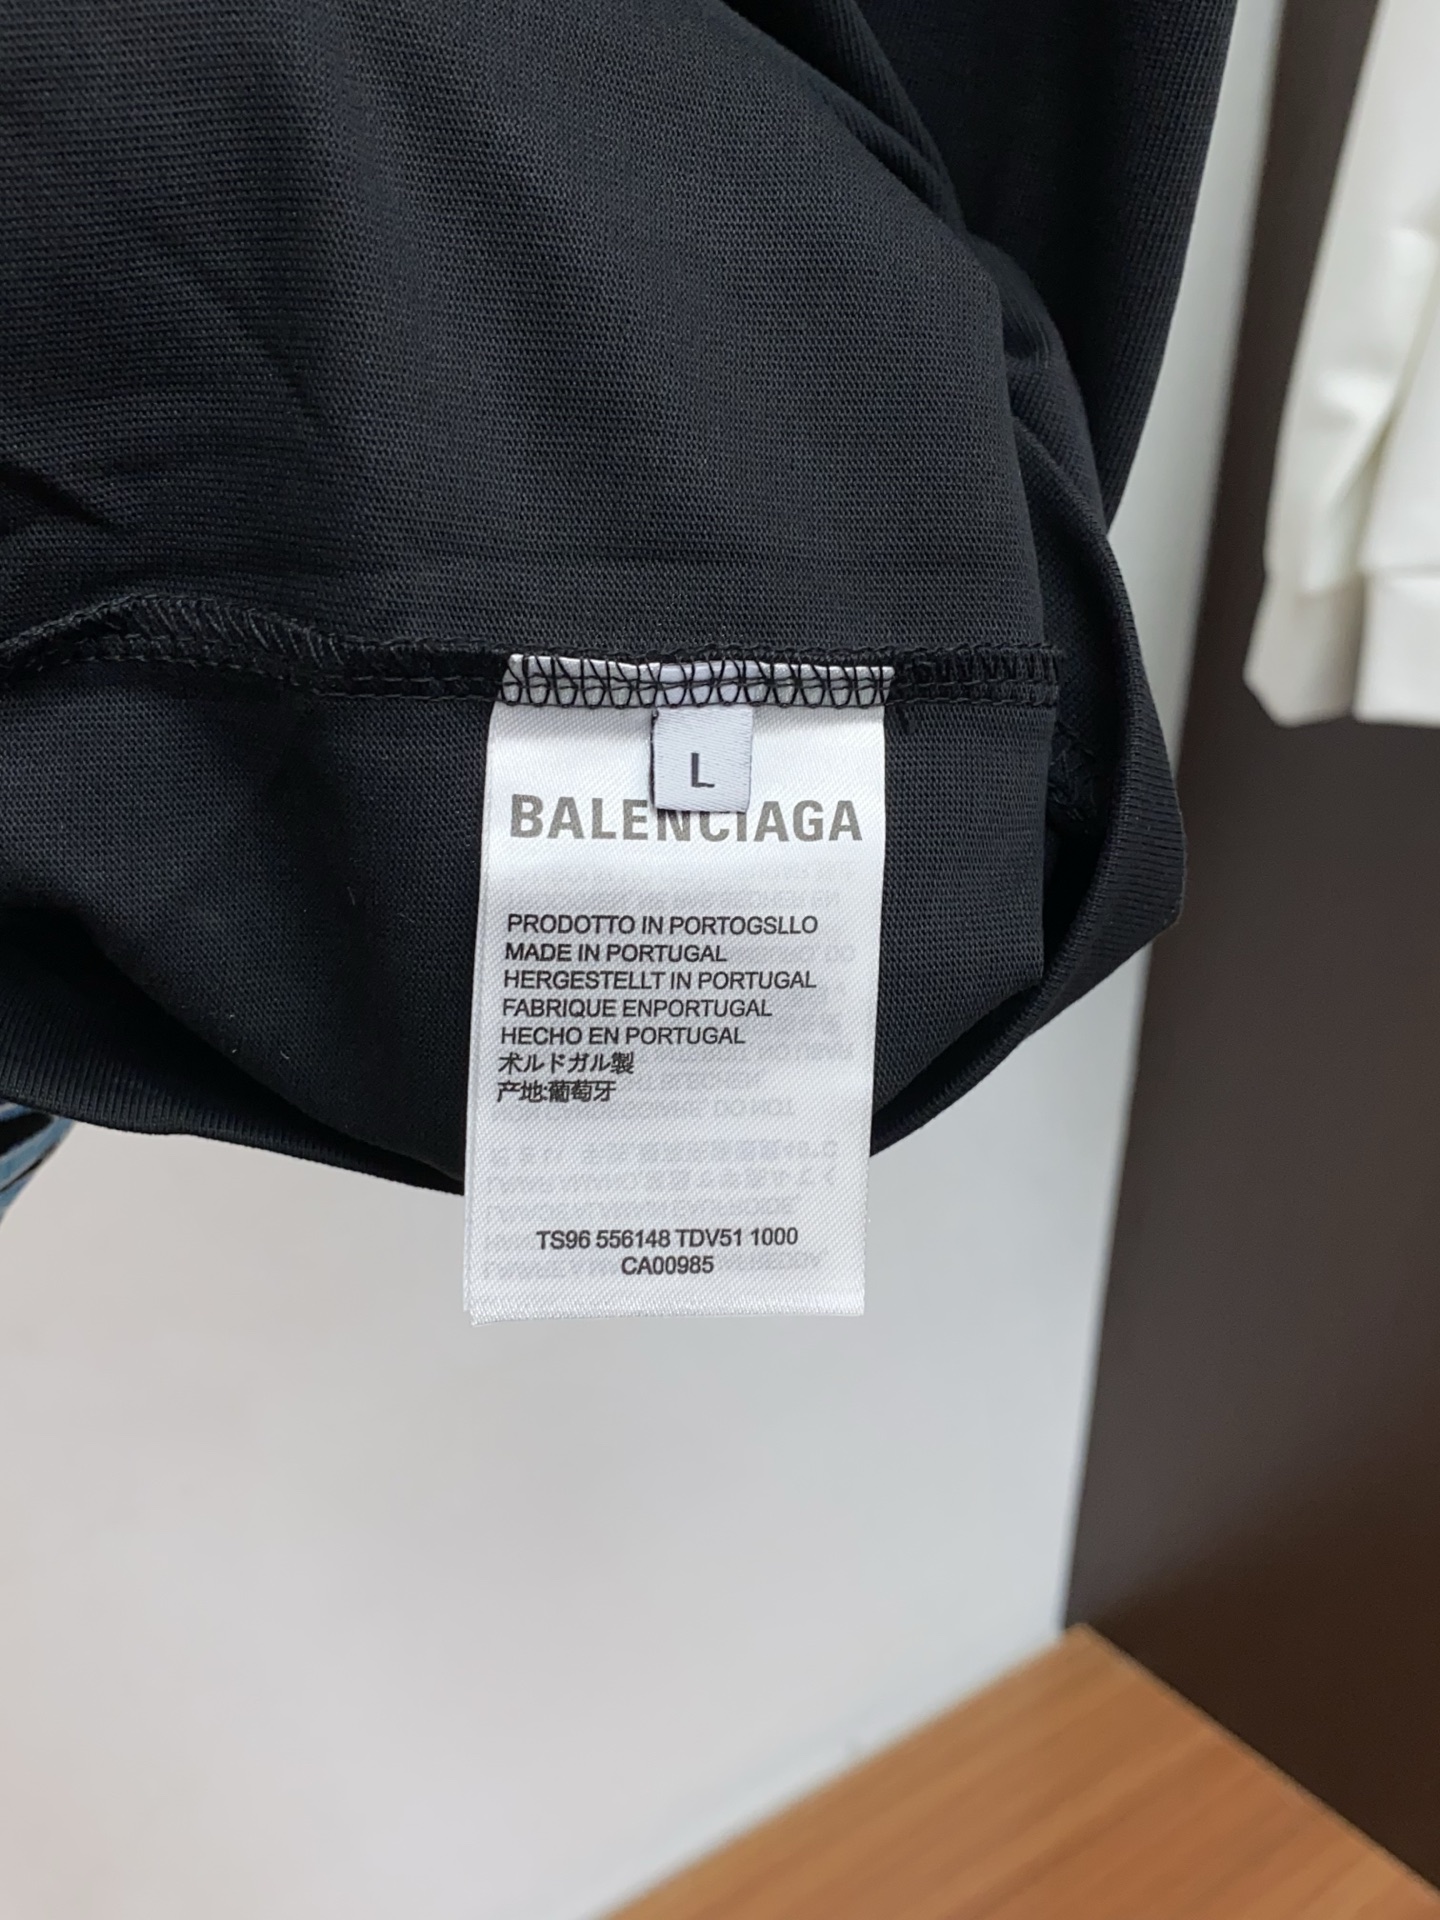 L
BALENCIAGA
PRODOTTO IN PORTOGSLLO
MADE IN PORTUGAL
HERGESTELLT IN PORTUGAL
FABRIQUE ENPORTUGAL
HECHO EN PORTUGAL
术ルドガル製
产地:葡萄牙
TS96 556148 TDV51 1000
CA00985